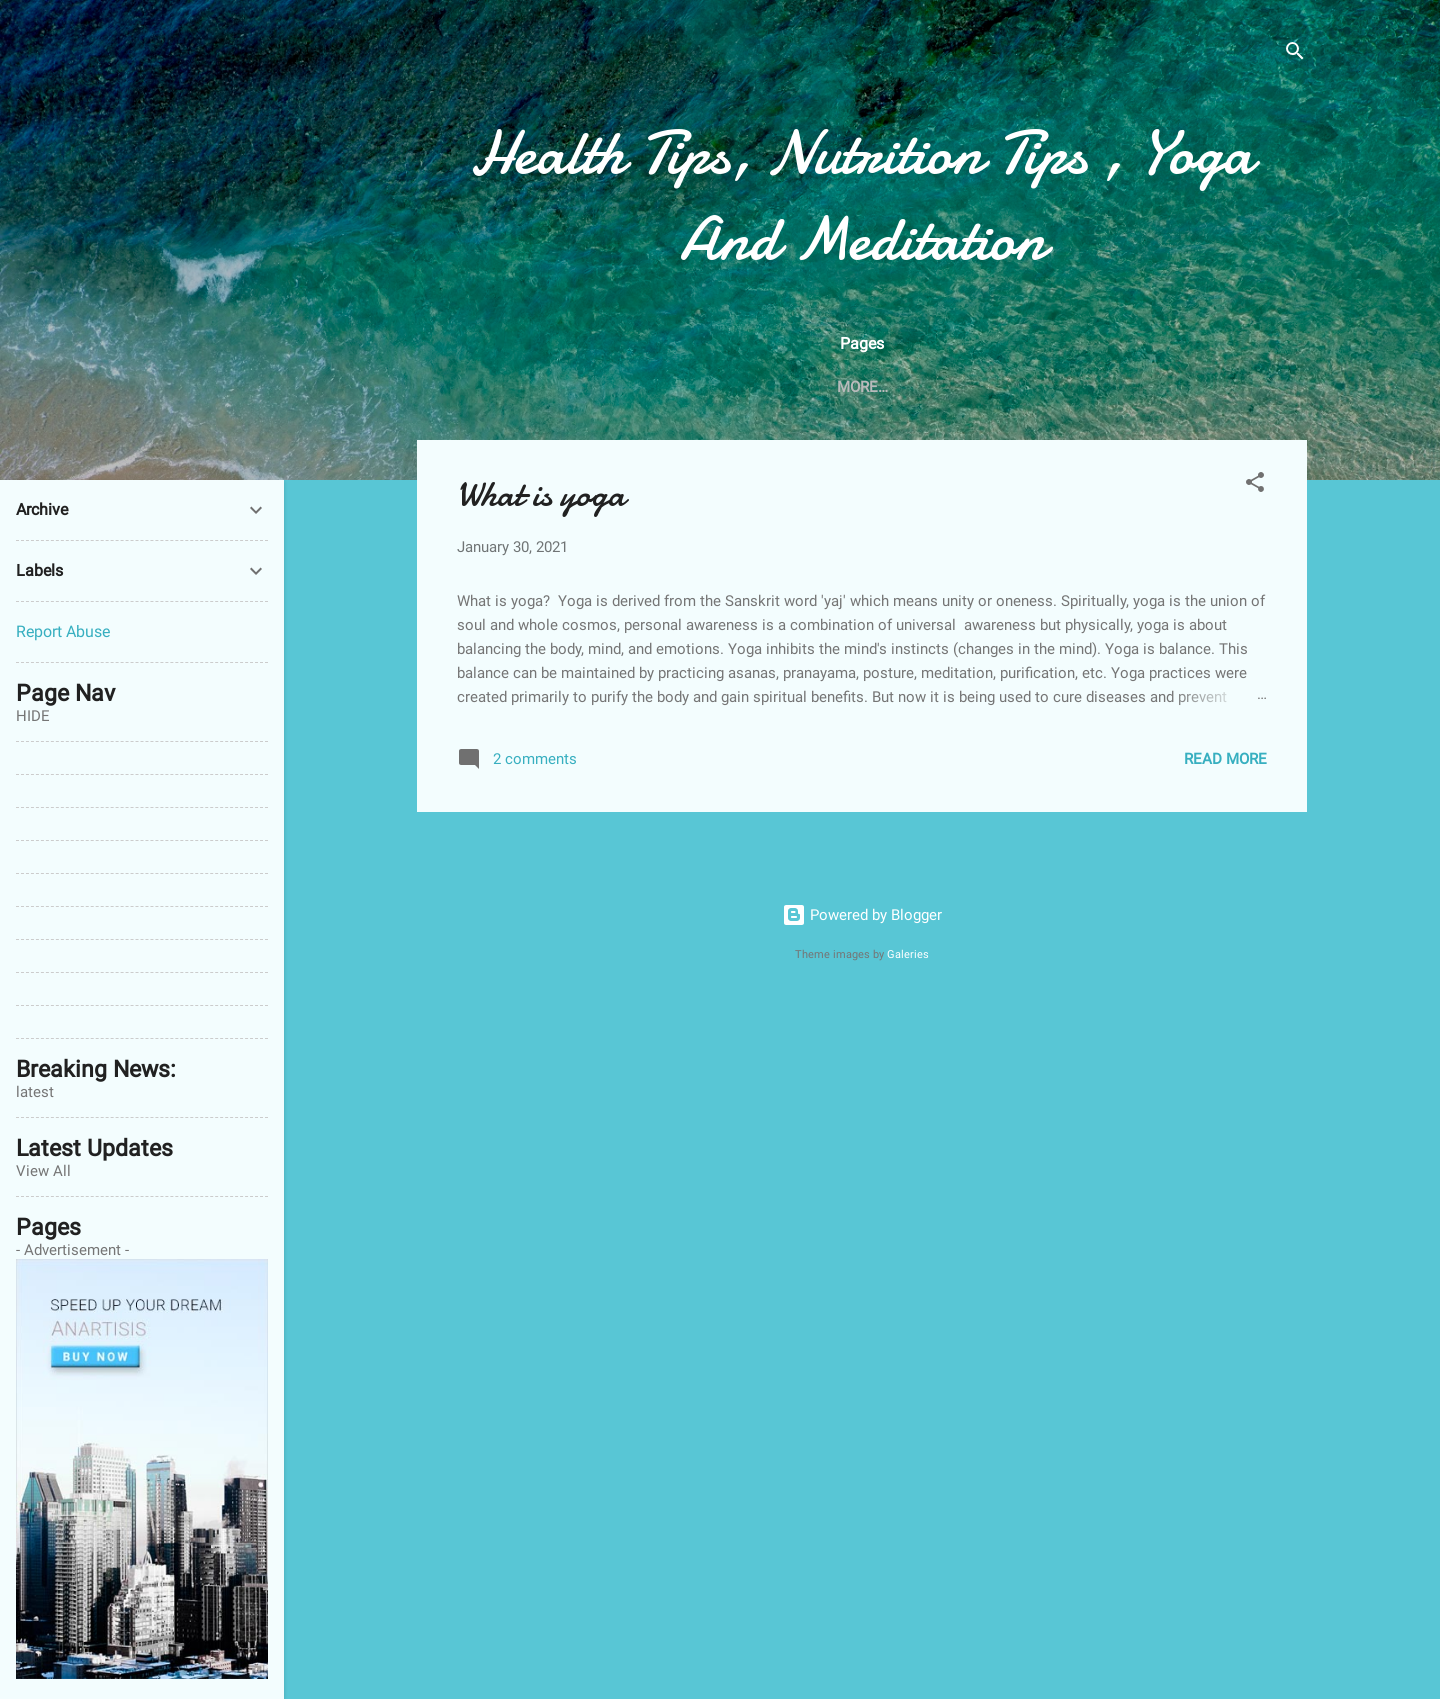 Health Tips, Nutrition Tips , Yoga
And Meditation
Pages
MORE…
What is yoga
January 30, 2021
What is yoga?  Yoga is derived from the Sanskrit word 'yaj' which means unity or oneness. Spiritually, yoga is the union of
soul and whole cosmos, personal awareness is a combination of universal  awareness but physically, yoga is about
balancing the body, mind, and emotions. Yoga inhibits the mind's instincts (changes in the mind). Yoga is balance. This
balance can be maintained by practicing asanas, pranayama, posture, meditation, purification, etc. Yoga practices were
created primarily to purify the body and gain spiritual benefits. But now it is being used to cure diseases and prevent ...
2 comments
READ MORE
Powered by Blogger
Theme images by Galeries
Archive
Labels
Report Abuse
Page Nav
HIDE
Breaking News:
latest
Latest Updates
View All
Pages
- Advertisement -
SPEED UP YOUR DREAM
ANARTISIS
BUY NOW